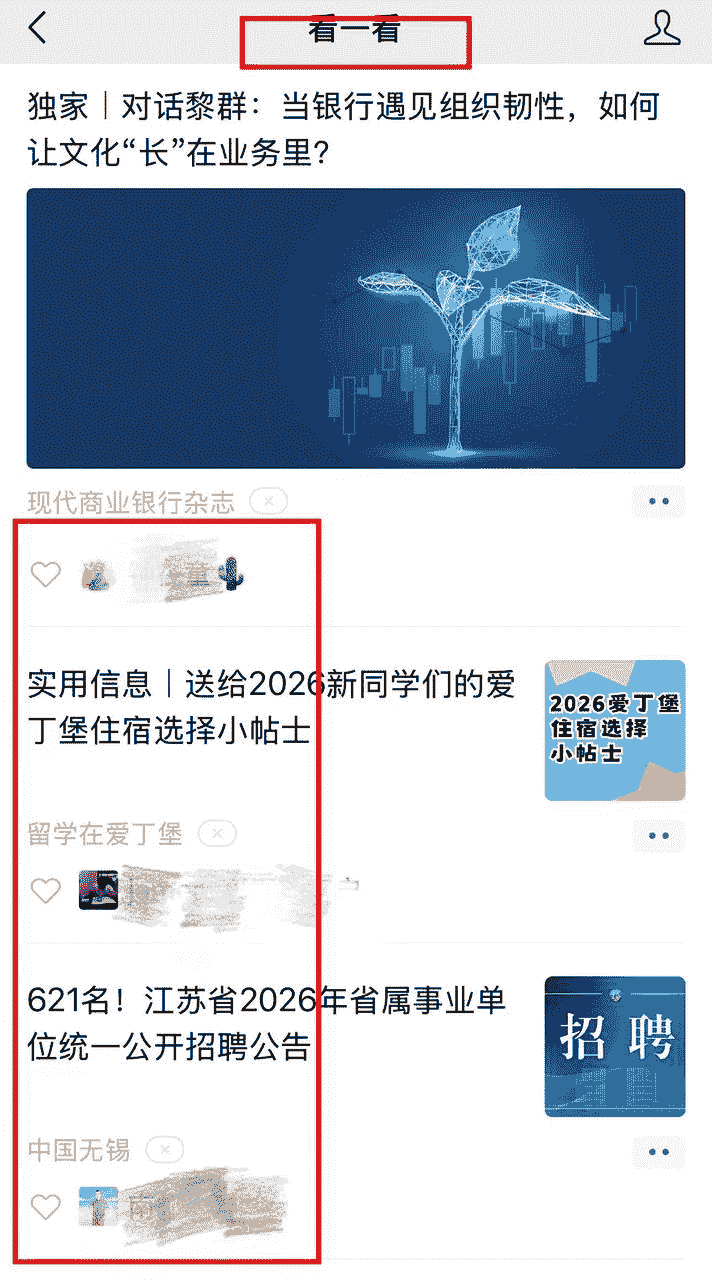 看一看
独家｜对话黎群：当银行遇见组织韧性，如何
让文化“长”在业务里？
现代商业银行杂志
实用信息｜送给2026新同学们的爱
丁堡住宿选择小帖士
2026爱丁堡
住宿选择
小帖士
留学在爱丁堡
621名！江苏省2026年省属事业单
位统一公开招聘公告
招聘
中国无锡